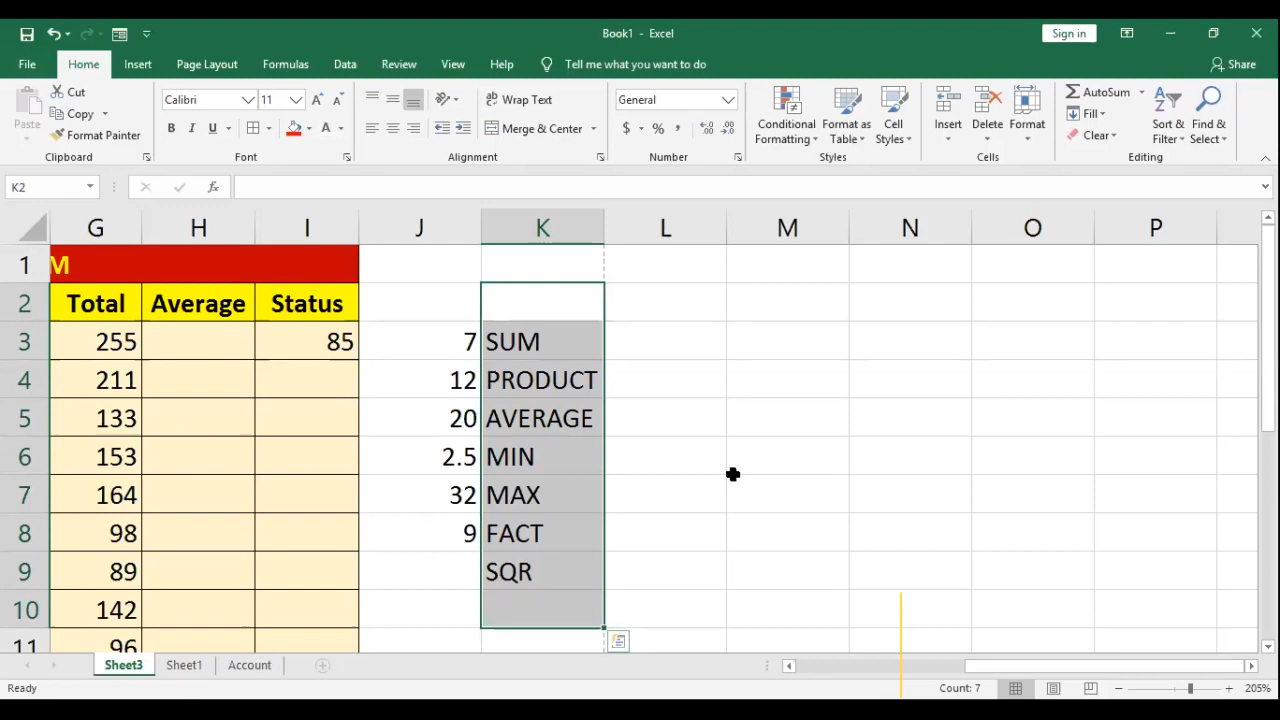 Book1 - Excel
Sign in
File Home Insert Page Layout Formulas Data Review View Help Tell me what you want to do Share
Paste
Cut
Copy
Format Painter
Clipboard
Calibri 11
B I U
Font
Wrap Text
Merge & Center
Alignment
General
$ % ,
Number
Conditional Formatting
Format as Table
Cell Styles
Styles
Insert Delete Format
Cells
AutoSum
Fill
Clear
Sort & Filter
Find & Select
Editing
K2 fx
G H I J K L M N O P
1 M
2 Total Average Status
3 255 85 7 SUM
4 211 12 PRODUCT
5 133 20 AVERAGE
6 153 2.5 MIN
7 164 32 MAX
8 98 9 FACT
9 89 SQR
10 142
11 96
Sheet3 Sheet1 Account
Ready Count: 7 205%